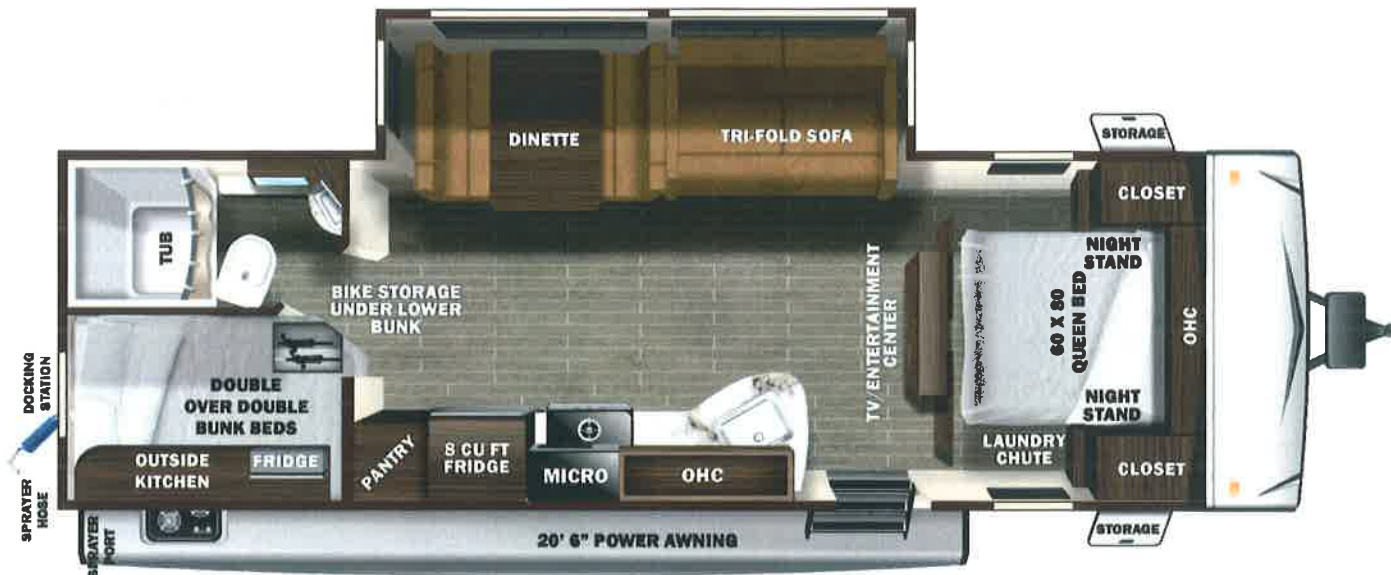 DINETTE
TRI-FOLD SOFA
STORAGE
CLOSET
TUB
NIGHT
STAND
BIKE STORAGE
UNDER LOWER
BUNK
TV / ENTERTAINMENT
CENTER
60 X 80
QUEEN BED
OHC
DOCKING
STATION
DOUBLE
OVER DOUBLE
BUNK BEDS
NIGHT
STAND
OUTSIDE
KITCHEN
FRIDGE
PANTRY
8 CU FT
FRIDGE
MICRO
OHC
LAUNDRY
CHUTE
CLOSET
SPRAYER
HOSE
SPRAYER
PORT
20' 6" POWER AWNING
STORAGE